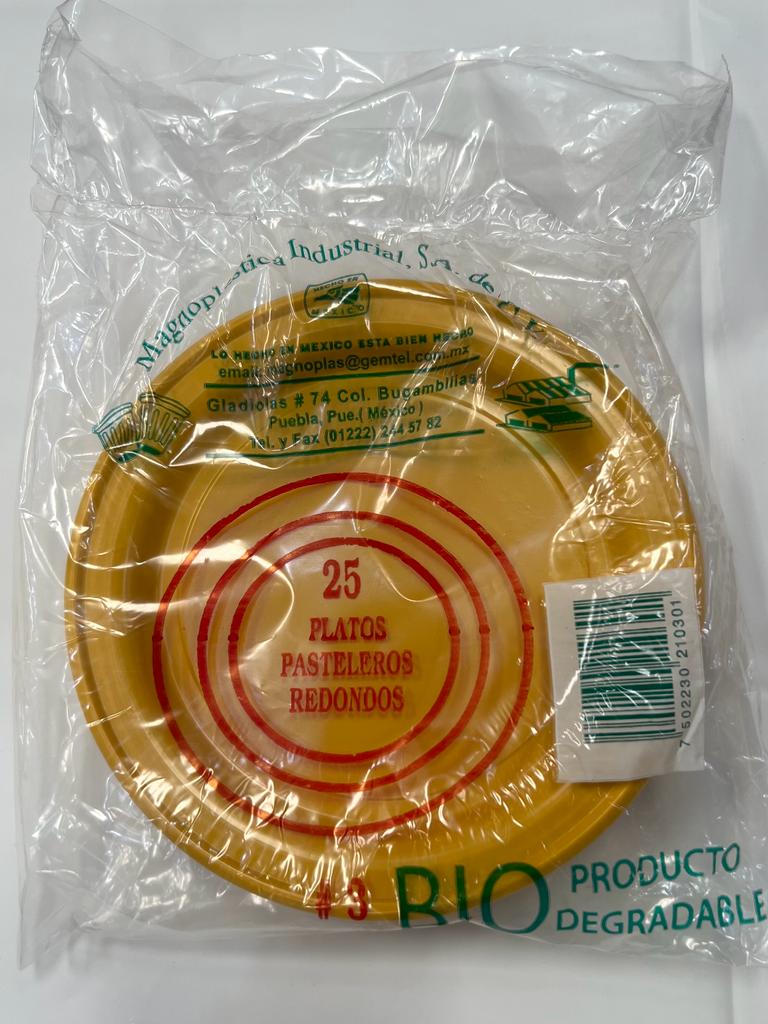 Magnoplastica Industrial, S.A. de C.V.
HECHO EN
MEXICO
LO HECHO EN MEXICO ESTA BIEN HECHO
email: magnoplas@gemtel.com.mx
Gladiolas # 74 Col. Bugambilias
Puebla, Pue.( México )
Tel. y Fax (01222) 244 57 82
25
PLATOS
PASTELEROS
REDONDOS
7 502230 210301
# 3
BIO
PRODUCTO
DEGRADABLE